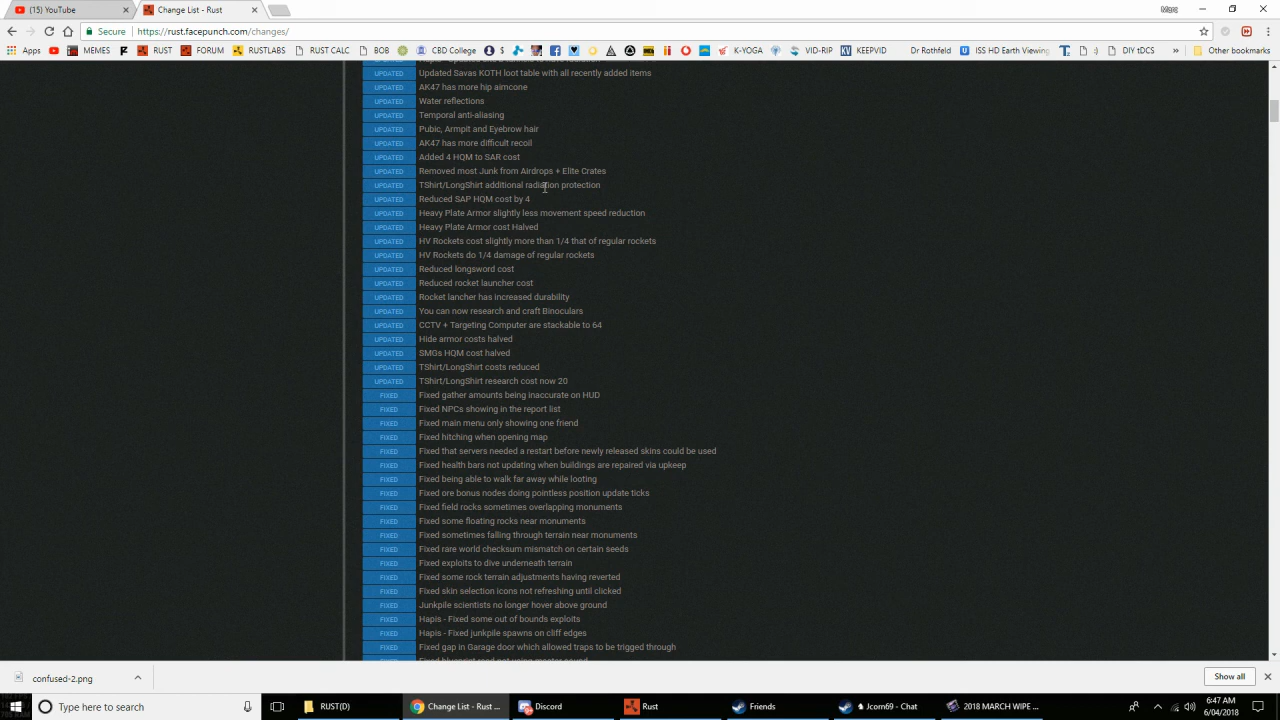 (15) YouTube
Change List - Rust
Marc
Secure
https://rust.facepunch.com/changes/
Apps MEMES RUST FORUM RUSTLABS RUST CALC BOB CBD College $ K-YOGA VID-RIP KEEPVID Dr Rothfeld ISS HD Earth Viewing DIY IDCS Other bookmarks
UPDATED Updated Savas KOTH loot table with all recently added items
UPDATED AK47 has more hip aimcone
UPDATED Water reflections
UPDATED Temporal anti-aliasing
UPDATED Pubic, Armpit and Eyebrow hair
UPDATED AK47 has more difficult recoil
UPDATED Added 4 HQM to SAR cost
UPDATED Removed most Junk from Airdrops + Elite Crates
UPDATED TShirt/LongShirt additional radiation protection
UPDATED Reduced SAP HQM cost by 4
UPDATED Heavy Plate Armor slightly less movement speed reduction
UPDATED Heavy Plate Armor cost Halved
UPDATED HV Rockets cost slightly more than 1/4 that of regular rockets
UPDATED HV Rockets do 1/4 damage of regular rockets
UPDATED Reduced longsword cost
UPDATED Reduced rocket launcher cost
UPDATED Rocket lancher has increased durability
UPDATED You can now research and craft Binoculars
UPDATED CCTV + Targeting Computer are stackable to 64
UPDATED Hide armor costs halved
UPDATED SMGs HQM cost halved
UPDATED TShirt/LongShirt costs reduced
UPDATED TShirt/LongShirt research cost now 20
FIXED Fixed gather amounts being inaccurate on HUD
FIXED Fixed NPCs showing in the report list
FIXED Fixed main menu only showing one friend
FIXED Fixed hitching when opening map
FIXED Fixed that servers needed a restart before newly released skins could be used
FIXED Fixed health bars not updating when buildings are repaired via upkeep
FIXED Fixed being able to walk far away while looting
FIXED Fixed ore bonus nodes doing pointless position update ticks
FIXED Fixed field rocks sometimes overlapping monuments
FIXED Fixed some floating rocks near monuments
FIXED Fixed sometimes falling through terrain near monuments
FIXED Fixed rare world checksum mismatch on certain seeds
FIXED Fixed exploits to dive underneath terrain
FIXED Fixed some rock terrain adjustments having reverted
FIXED Fixed skin selection icons not refreshing until clicked
FIXED Junkpile scientists no longer hover above ground
FIXED Hapis - Fixed some out of bounds exploits
FIXED Hapis - Fixed junkpile spawns on cliff edges
FIXED Fixed gap in Garage door which allowed traps to be trigged through
confused-2.png
Show all
Type here to search
RUST(D)
Change List - Rust ...
Discord
Rust
Friends
Jcorn69 - Chat
2018 MARCH WIPE ...
6:47 AM
6/04/2018